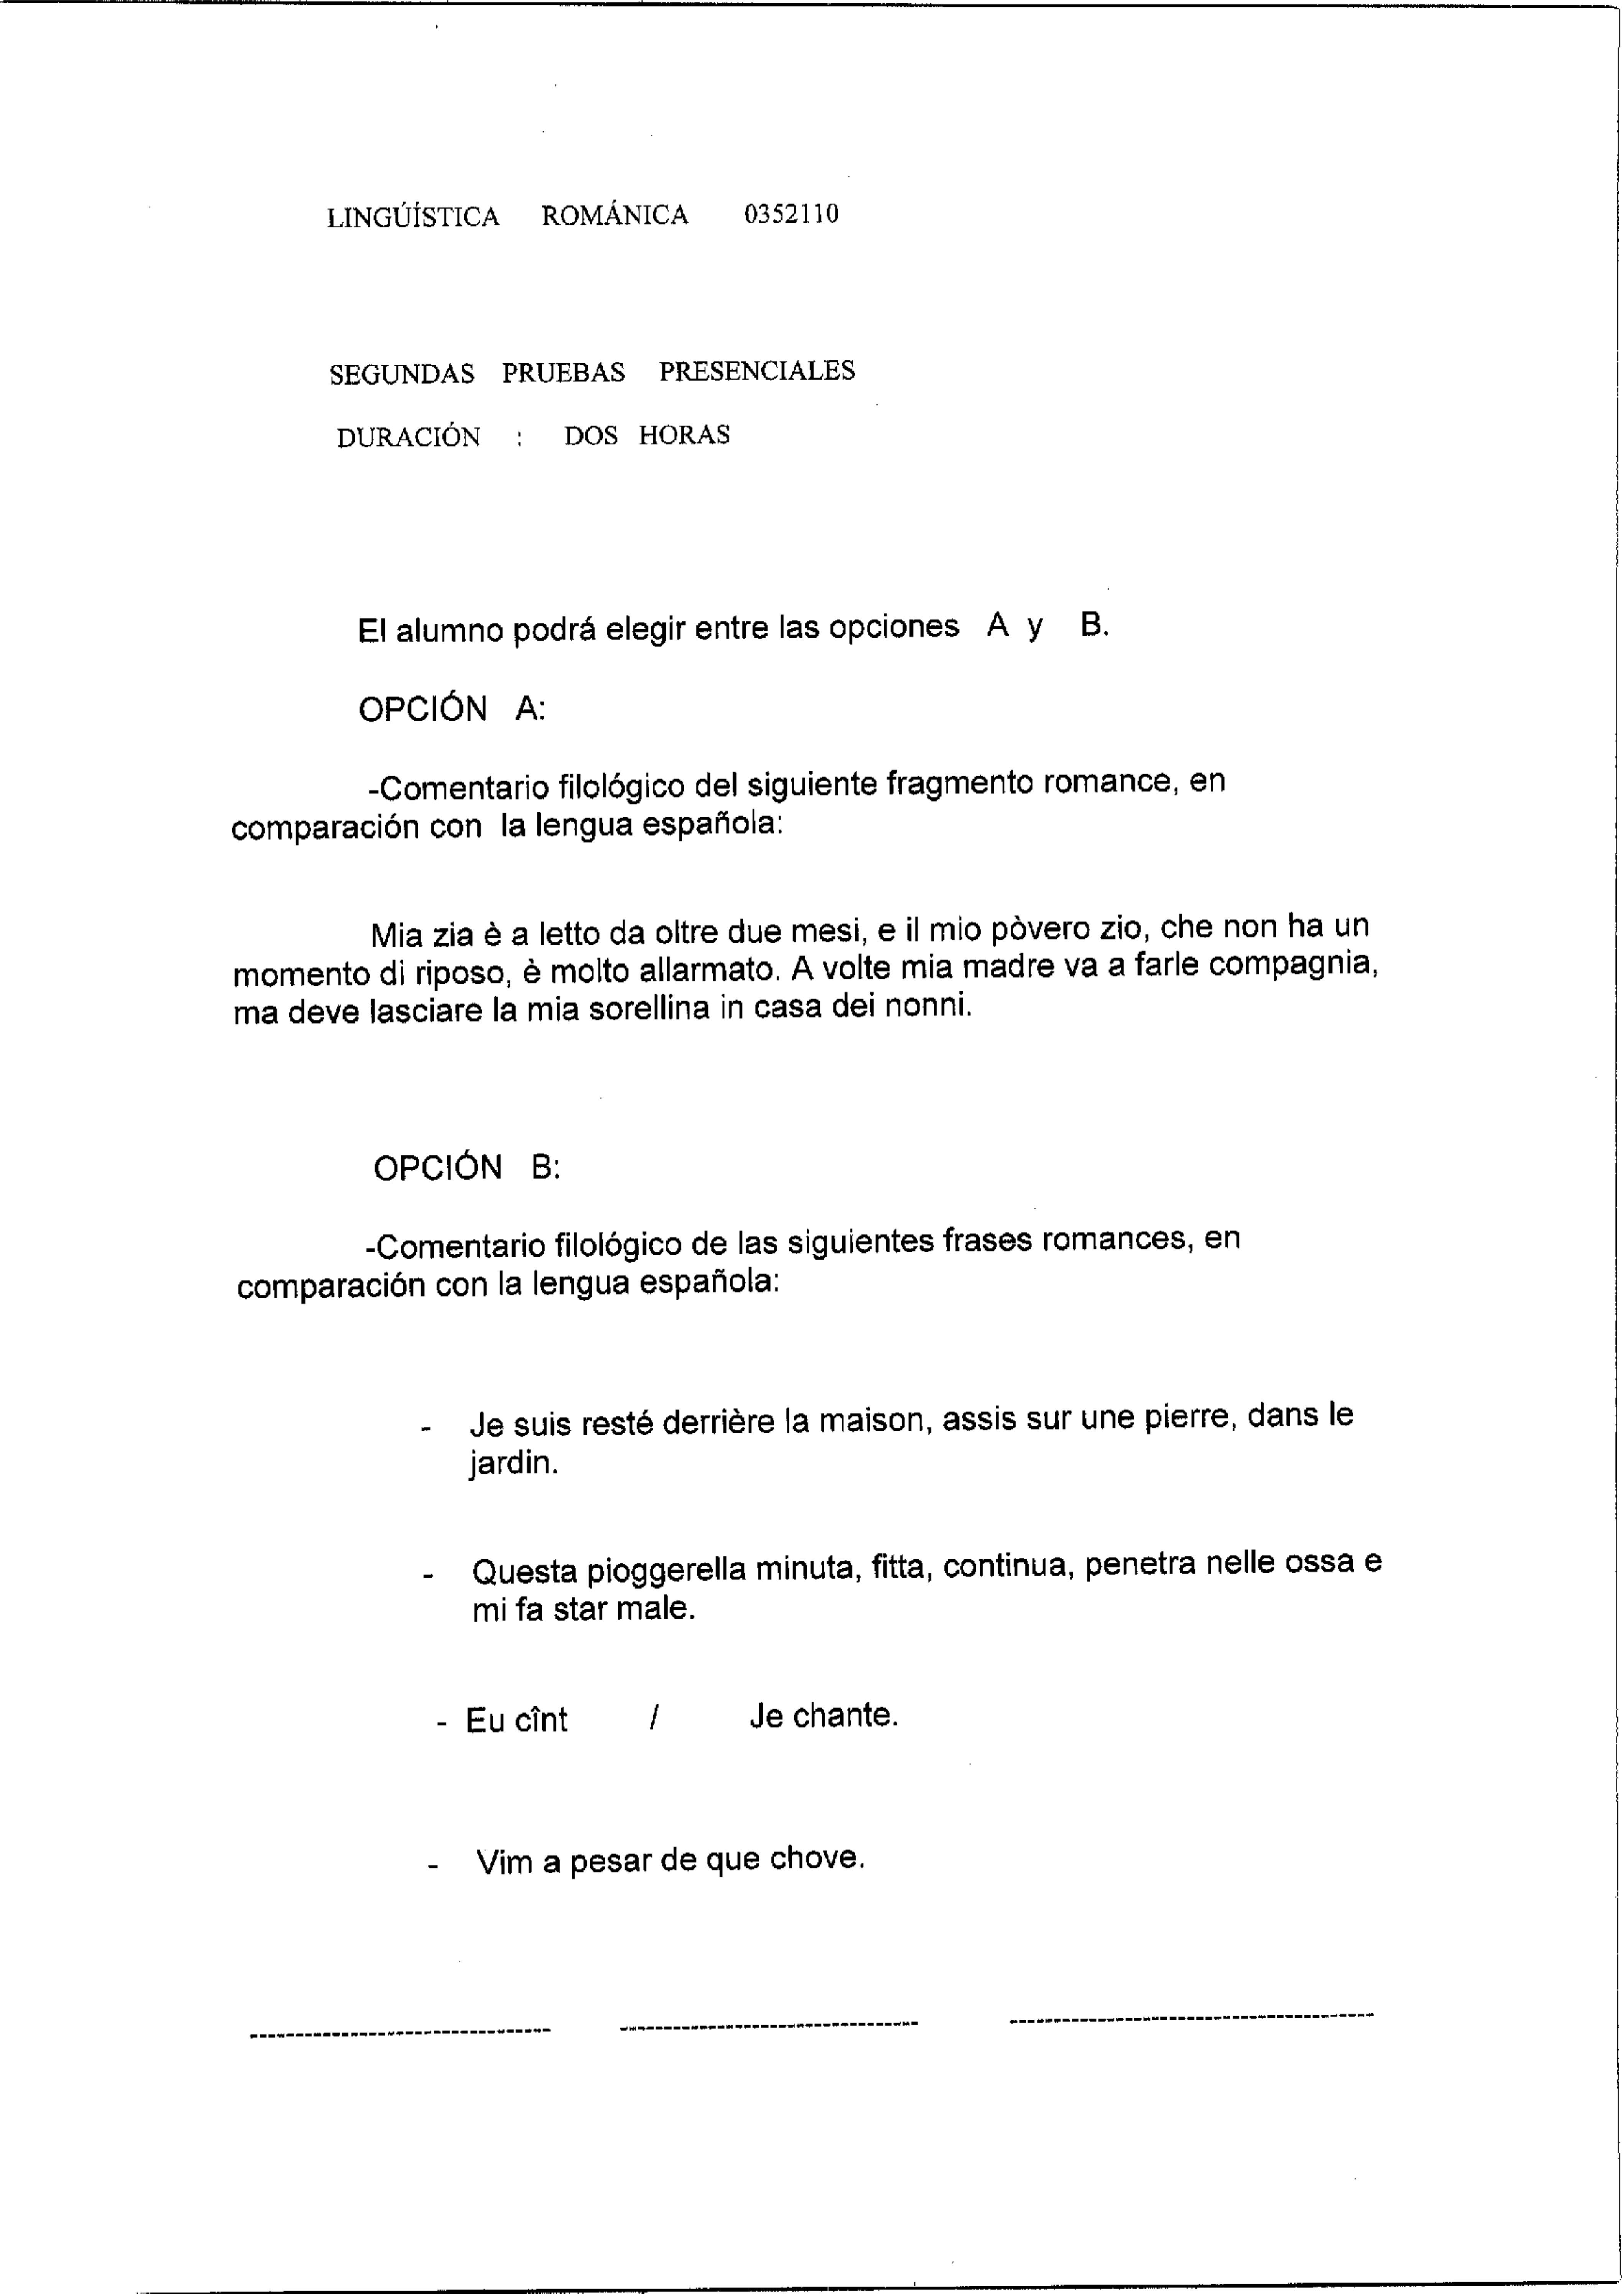 LINGÚÍSTICA ROMÁNICA 0352110
SEGUNDAS PRUEBAS PRESENCIALES
DURACIÓN : DOS HORAS
El alumno podrá elegir entre las opciones A y B.
OPCIÓN A:
-Comentario filológico del siguiente fragmento romance, en
comparación con la lengua española:
Mia zia è a letto da oltre due mesi, e il mio pòvero zio, che non ha un
momento di riposo, è molto allarmato. A volte mia madre va a farle compagnia,
ma deve lasciare la mia sorellina in casa dei nonni.
OPCIÓN B:
-Comentario filológico de las siguientes frases romances, en
comparación con la lengua española:
- Je suis resté derrière la maison, assis sur une pierre, dans le
jardin.
- Questa pioggerella minuta, fitta, continua, penetra nelle ossa e
mi fa star male.
- Eu cînt / Je chante.
- Vim a pesar de que chove.